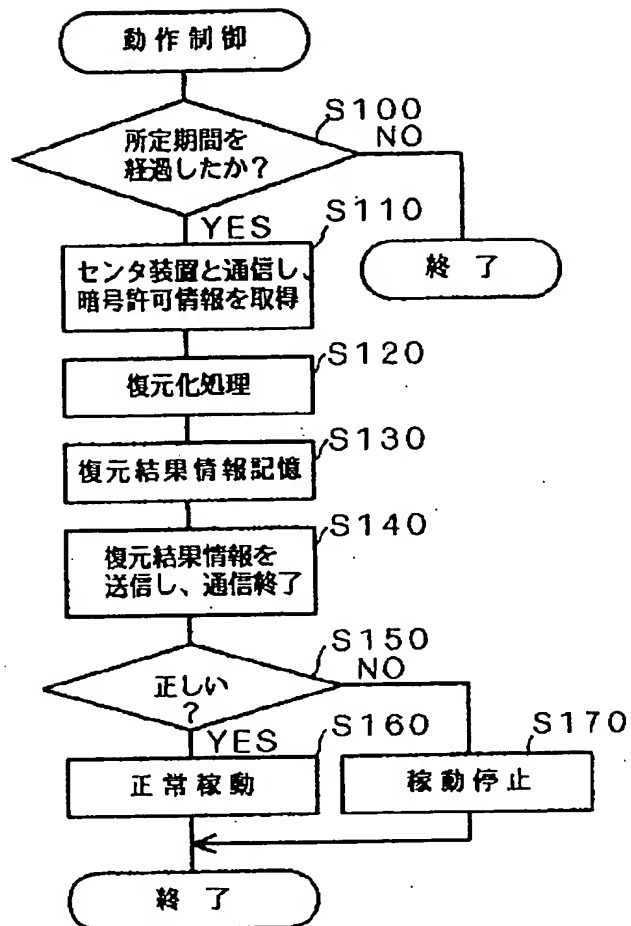 動作制御
S100
所定期間を
経過したか?
NO
YES
終了
S110
センタ装置と通信し、
暗号許可情報を取得
S120
復元化処理
S130
復元結果情報記憶
S140
復元結果情報を
送信し、通信終了
S150
正しい
?
NO
YES
S160
正常稼動
S170
稼動停止
終了